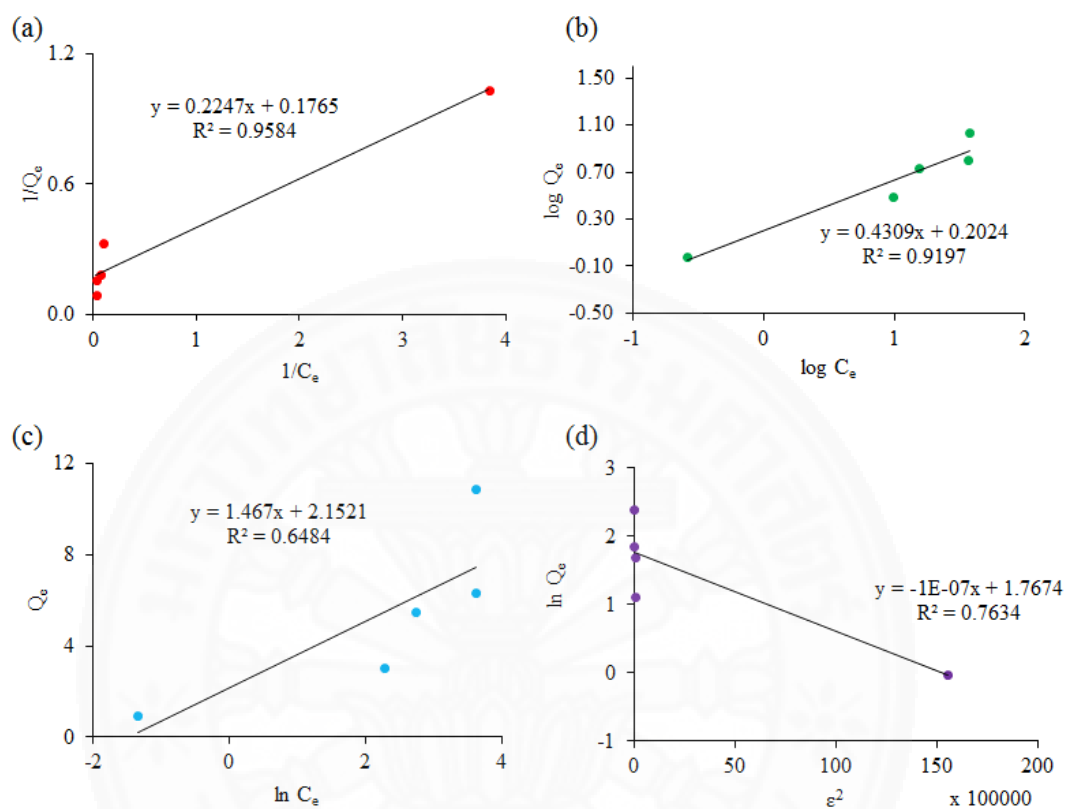 (a)
1.2
y = 0.2247x + 0.1765
R² = 0.9584
1/Qₑ
0.6
0.0
0 1 2 3 4
1/Cₑ
(b)
1.50
1.10
log Qₑ
0.70
0.30
y = 0.4309x + 0.2024
R² = 0.9197
-0.10
-0.50
-1 0 1 2
log Cₑ
(c)
12
y = 1.467x + 2.1521
R² = 0.6484
8
Qₑ
4
0
-2 0 2 4
ln Cₑ
(d)
3
2
ln Qₑ
y = -1E-07x + 1.7674
R² = 0.7634
1
0
-1
0 50 100 150 200
ε² x 100000